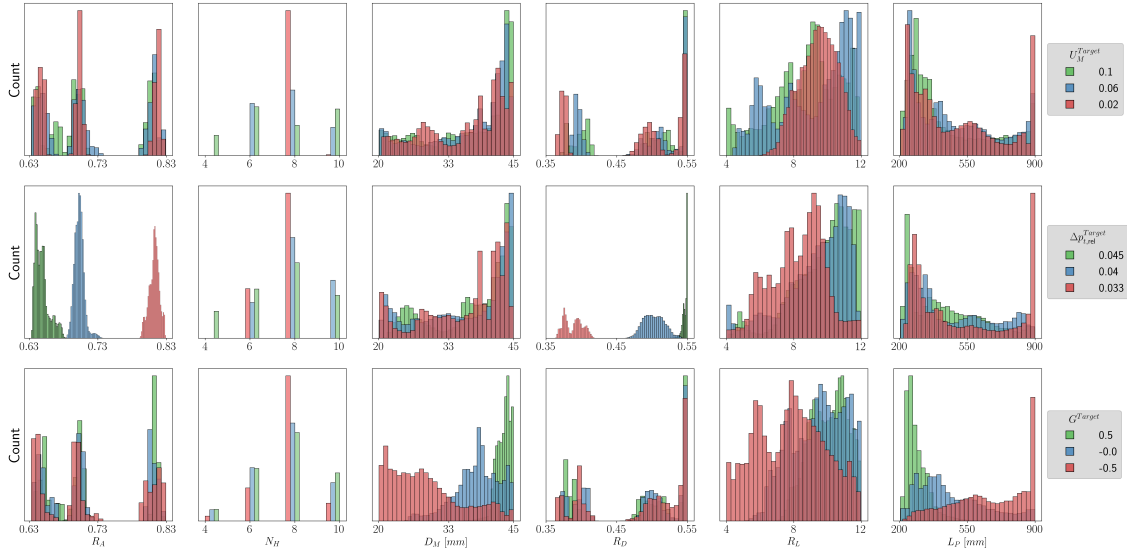 Count
0.63 0.73 0.83
4 6 8 10
20 33 45
0.35 0.45 0.55
4 8 12
200 550 900
U_M^{Target}
0.1
0.06
0.02
Count
0.63 0.73 0.83
4 6 8 10
20 33 45
0.35 0.45 0.55
4 8 12
200 550 900
Δp_{t,rel}^{Target}
0.045
0.04
0.033
Count
0.63 0.73 0.83
R_A
4 6 8 10
N_H
20 33 45
D_M [mm]
0.35 0.45 0.55
R_D
4 8 12
R_L
200 550 900
L_P [mm]
G^{Target}
0.5
-0.0
-0.5